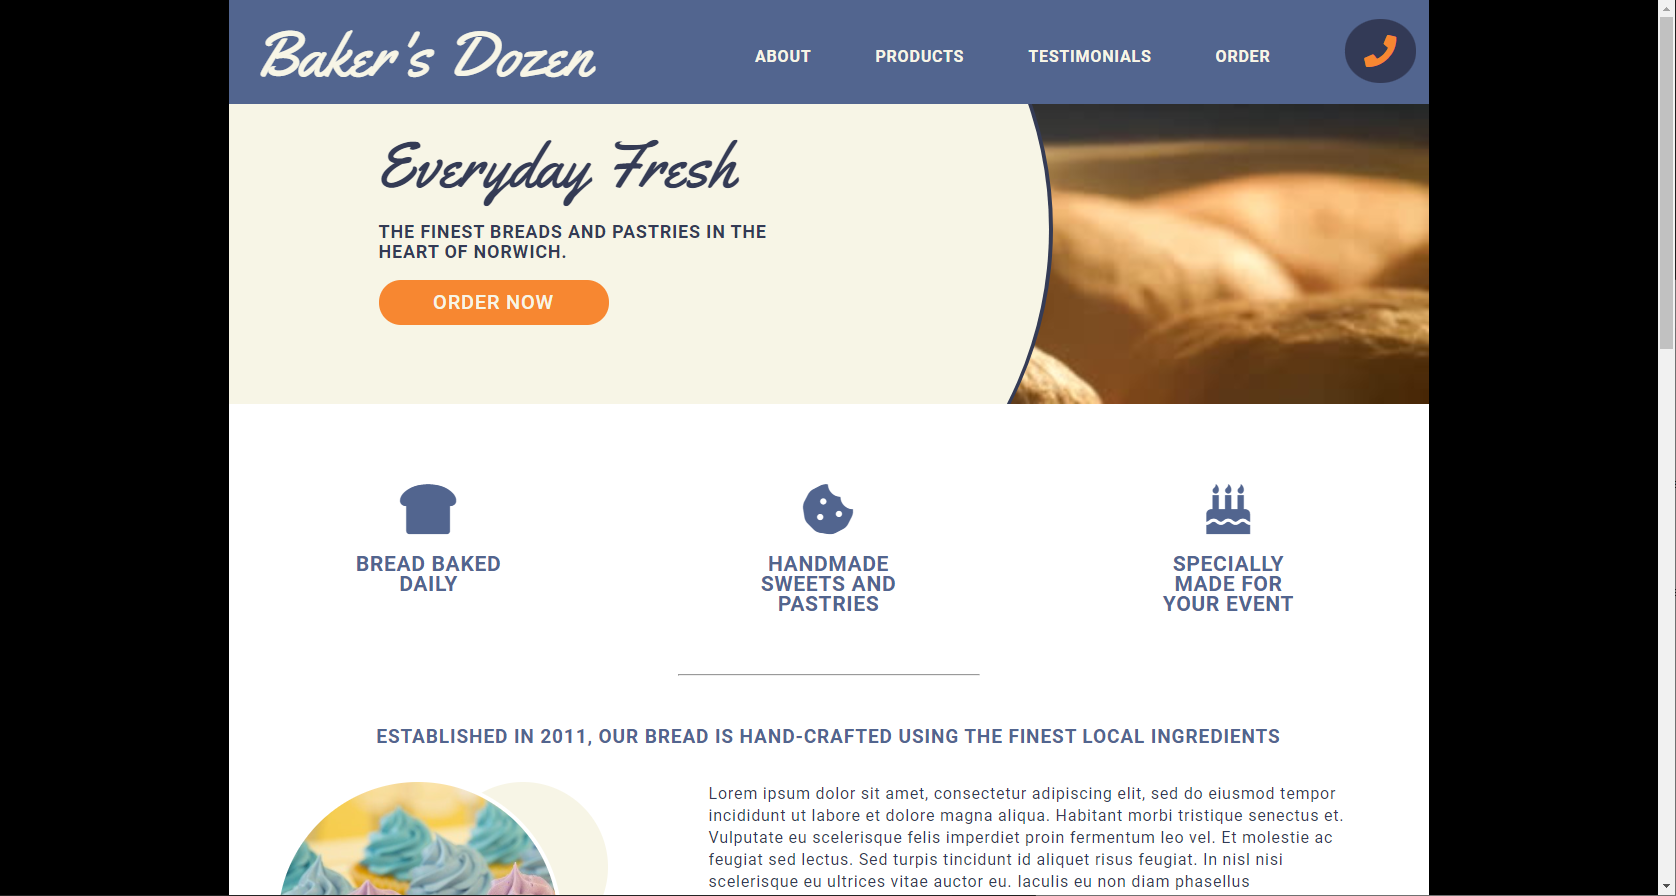 Baker's Dozen
ABOUT
PRODUCTS
TESTIMONIALS
ORDER
Everyday Fresh
THE FINEST BREADS AND PASTRIES IN THE
HEART OF NORWICH.
ORDER NOW
BREAD BAKED
DAILY
HANDMADE
SWEETS AND
PASTRIES
SPECIALLY
MADE FOR
YOUR EVENT
ESTABLISHED IN 2011, OUR BREAD IS HAND-CRAFTED USING THE FINEST LOCAL INGREDIENTS
Lorem ipsum dolor sit amet, consectetur adipiscing elit, sed do eiusmod tempor
incididunt ut labore et dolore magna aliqua. Habitant morbi tristique senectus et.
Vulputate eu scelerisque felis imperdiet proin fermentum leo vel. Et molestie ac
feugiat sed lectus. Sed turpis tincidunt id aliquet risus feugiat. In nisl nisi
scelerisque eu ultrices vitae auctor eu. Iaculis eu non diam phasellus